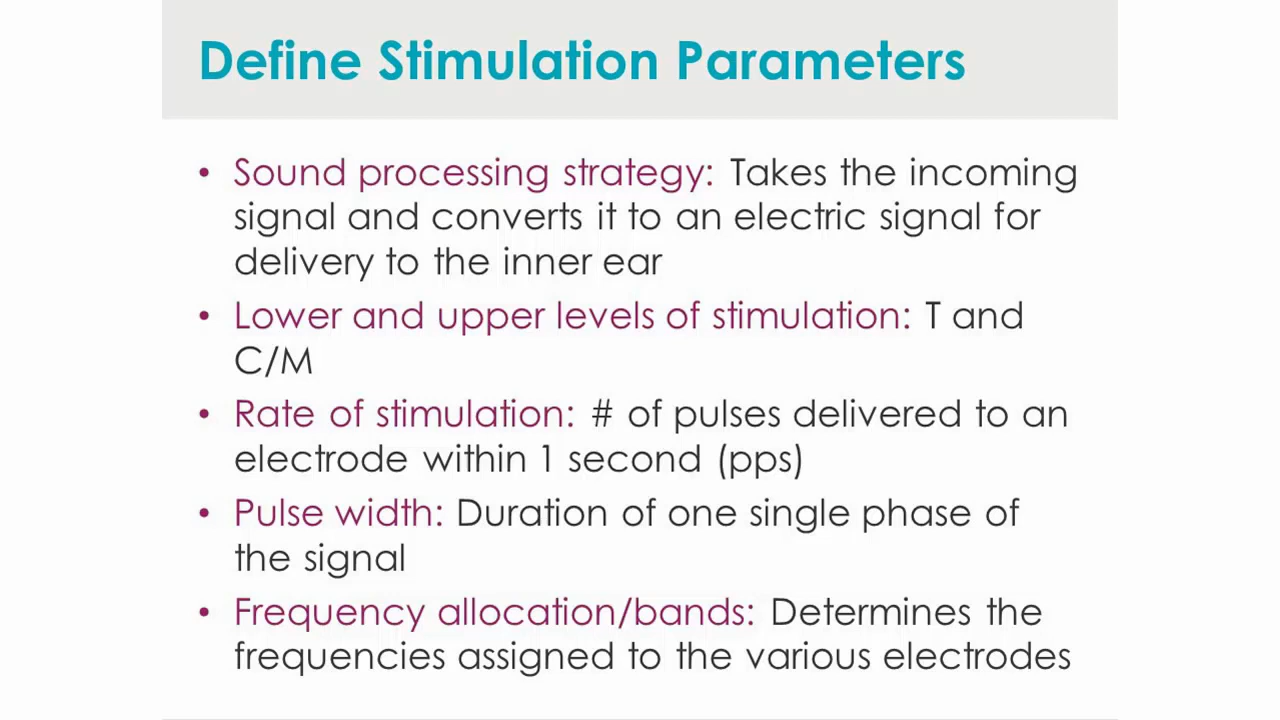 Define Stimulation Parameters
• Sound processing strategy: Takes the incoming
signal and converts it to an electric signal for
delivery to the inner ear
• Lower and upper levels of stimulation: T and
C/M
• Rate of stimulation: # of pulses delivered to an
electrode within 1 second (pps)
• Pulse width: Duration of one single phase of
the signal
• Frequency allocation/bands: Determines the
frequencies assigned to the various electrodes